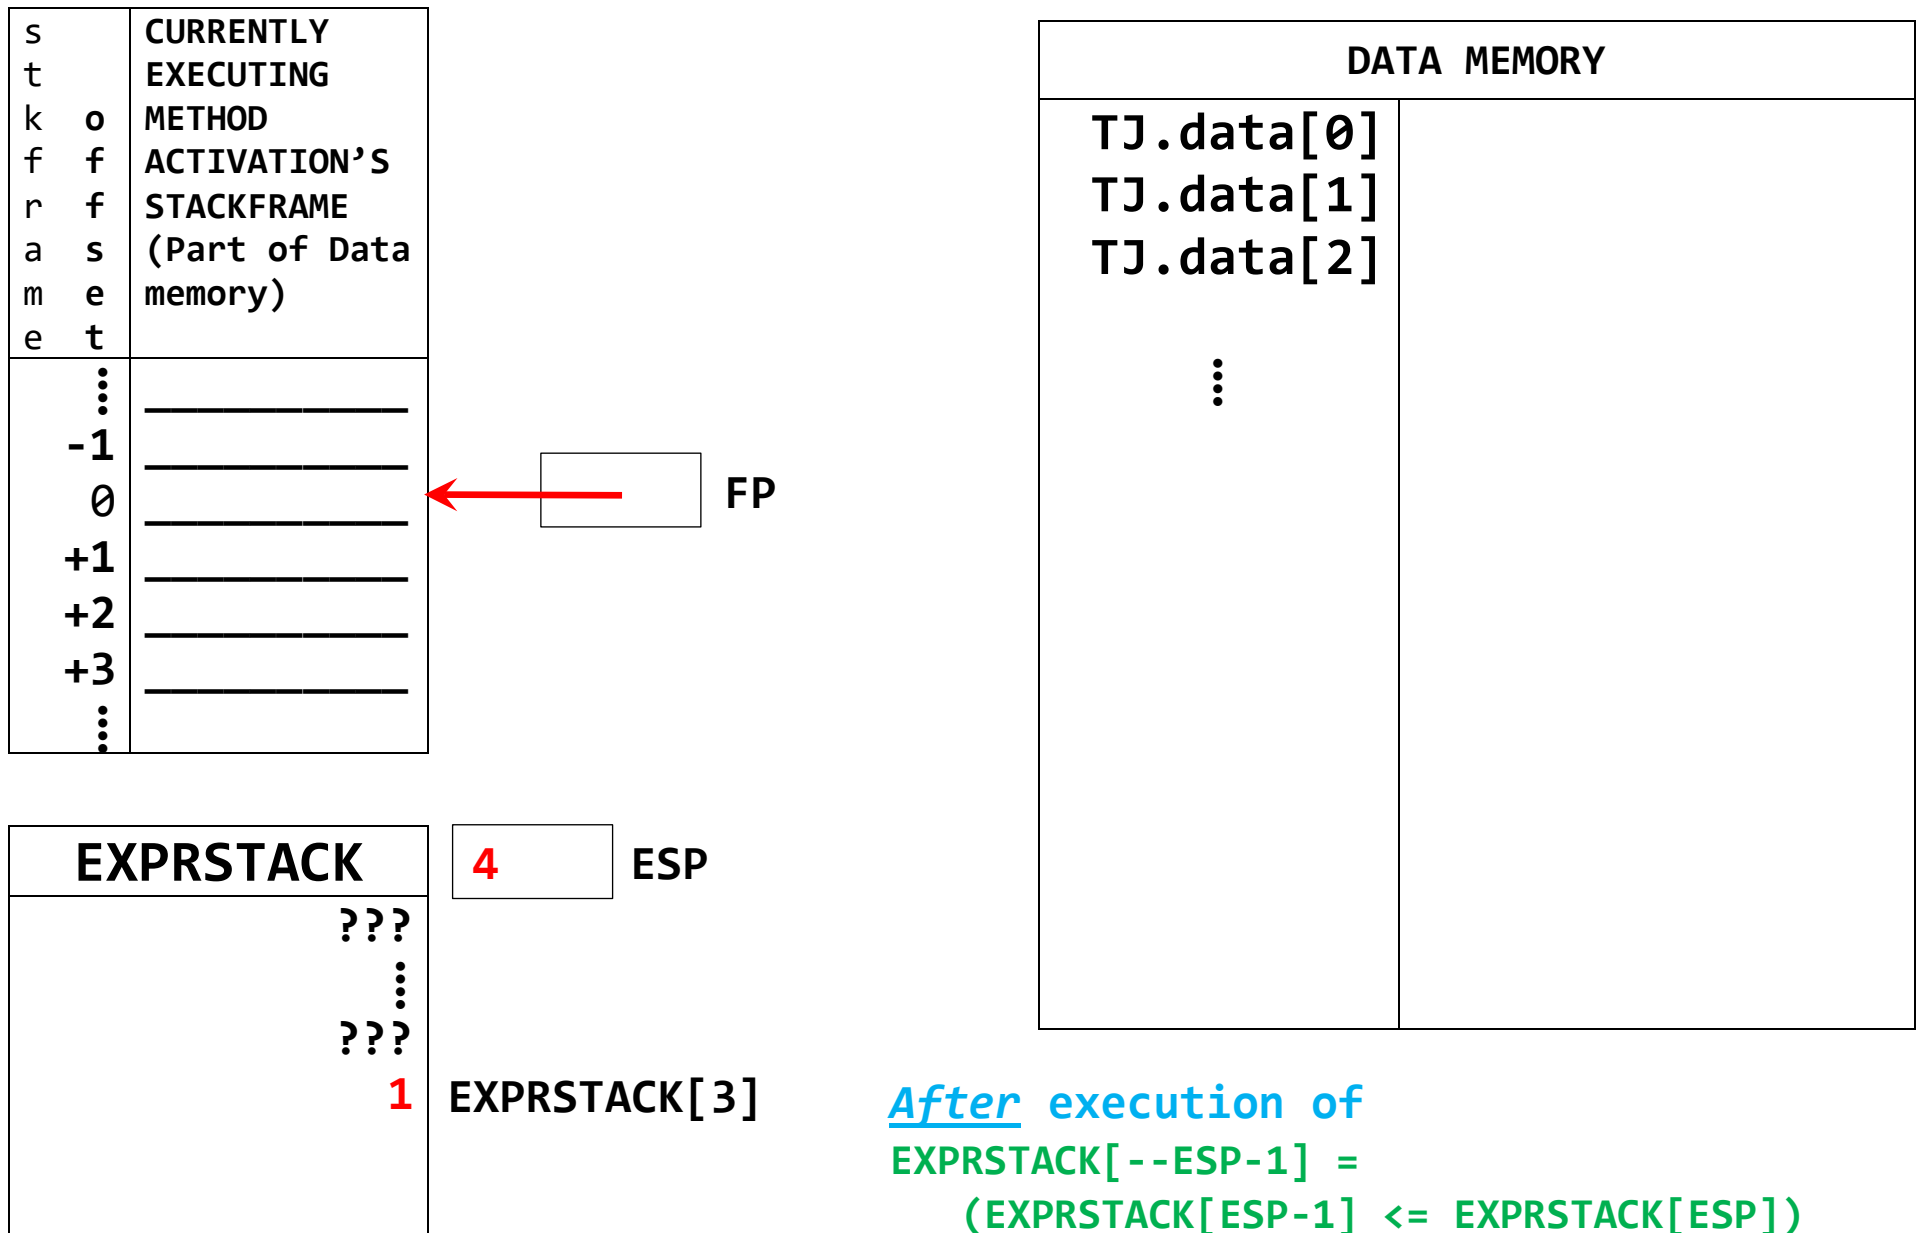 s
t
k o
f f
r f
a s
m e
e t
CURRENTLY
EXECUTING
METHOD
ACTIVATION’S
STACKFRAME
(Part of Data
memory)
-1
0
+1
+2
+3
FP
DATA MEMORY
TJ.data[0]
TJ.data[1]
TJ.data[2]
EXPRSTACK
4 ESP
???
???
1 EXPRSTACK[3]
After execution of
EXPRSTACK[--ESP-1] =
(EXPRSTACK[ESP-1] <= EXPRSTACK[ESP])